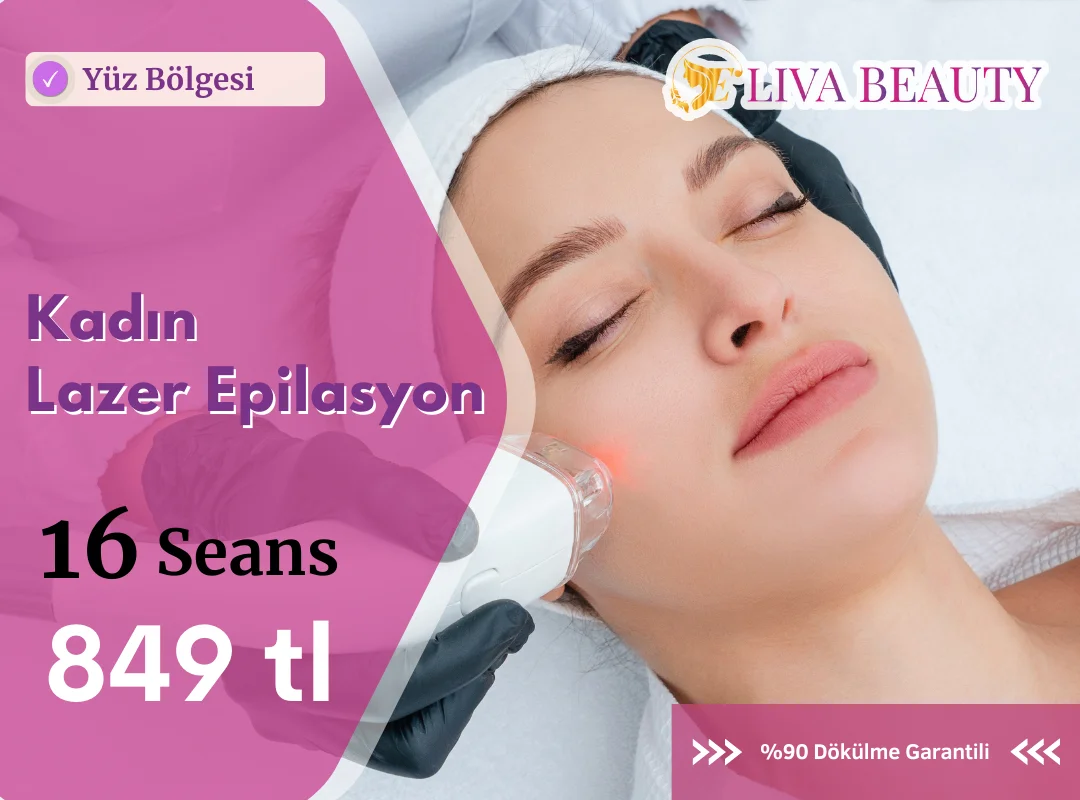 Yüz Bölgesi
ELIVA BEAUTY
Kadın
Lazer Epilasyon
16 Seans
849 tl
%90 Dökülme Garantili